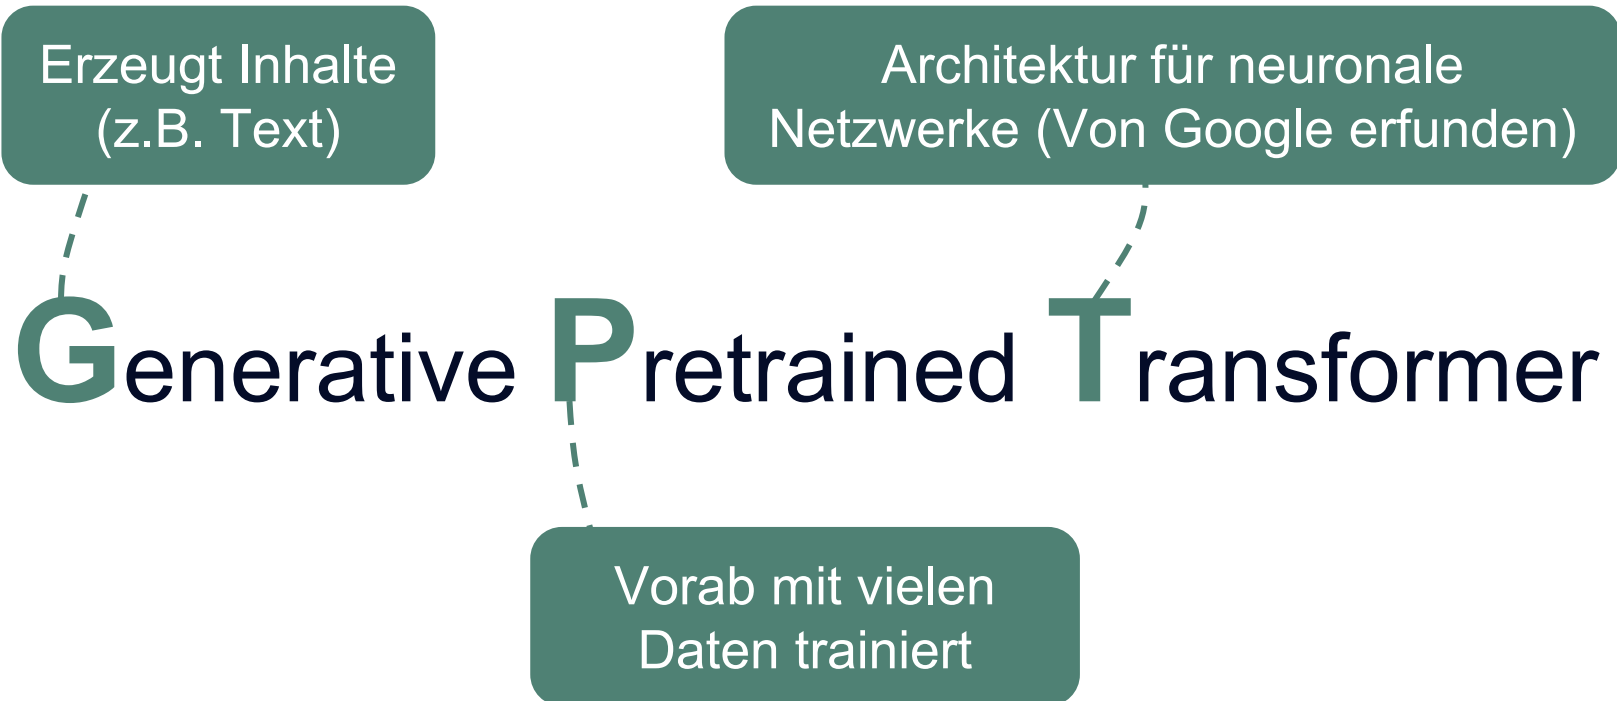 Erzeugt Inhalte
(z.B. Text)
Architektur für neuronale
Netzwerke (Von Google erfunden)
Generative Pretrained Transformer
Vorab mit vielen
Daten trainiert